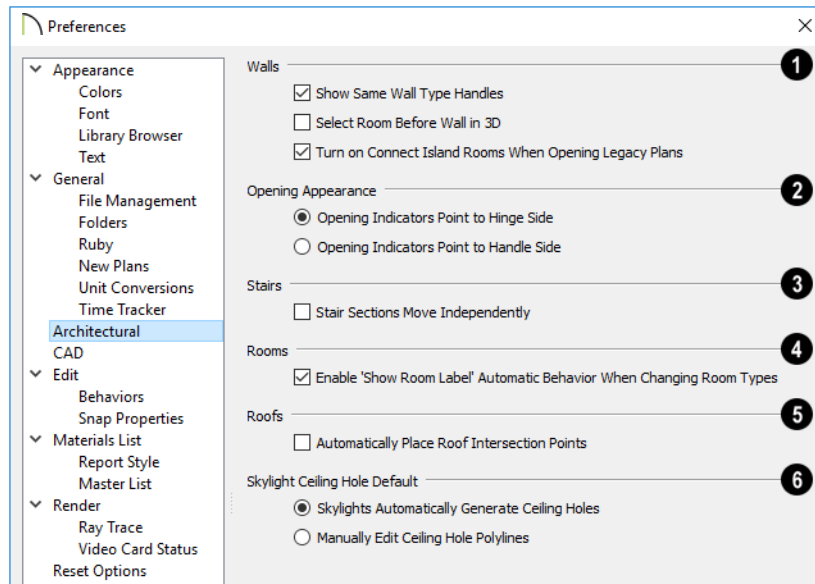 Preferences
Appearance
Colors
Font
Library Browser
Text
General
File Management
Folders
Ruby
New Plans
Unit Conversions
Time Tracker
Architectural
CAD
Edit
Behaviors
Snap Properties
Materials List
Report Style
Master List
Render
Ray Trace
Video Card Status
Reset Options
Walls 1
Show Same Wall Type Handles
Select Room Before Wall in 3D
Turn on Connect Island Rooms When Opening Legacy Plans
Opening Appearance 2
Opening Indicators Point to Hinge Side
Opening Indicators Point to Handle Side
Stairs 3
Stair Sections Move Independently
Rooms 4
Enable 'Show Room Label' Automatic Behavior When Changing Room Types
Roofs 5
Automatically Place Roof Intersection Points
Skylight Ceiling Hole Default 6
Skylights Automatically Generate Ceiling Holes
Manually Edit Ceiling Hole Polylines